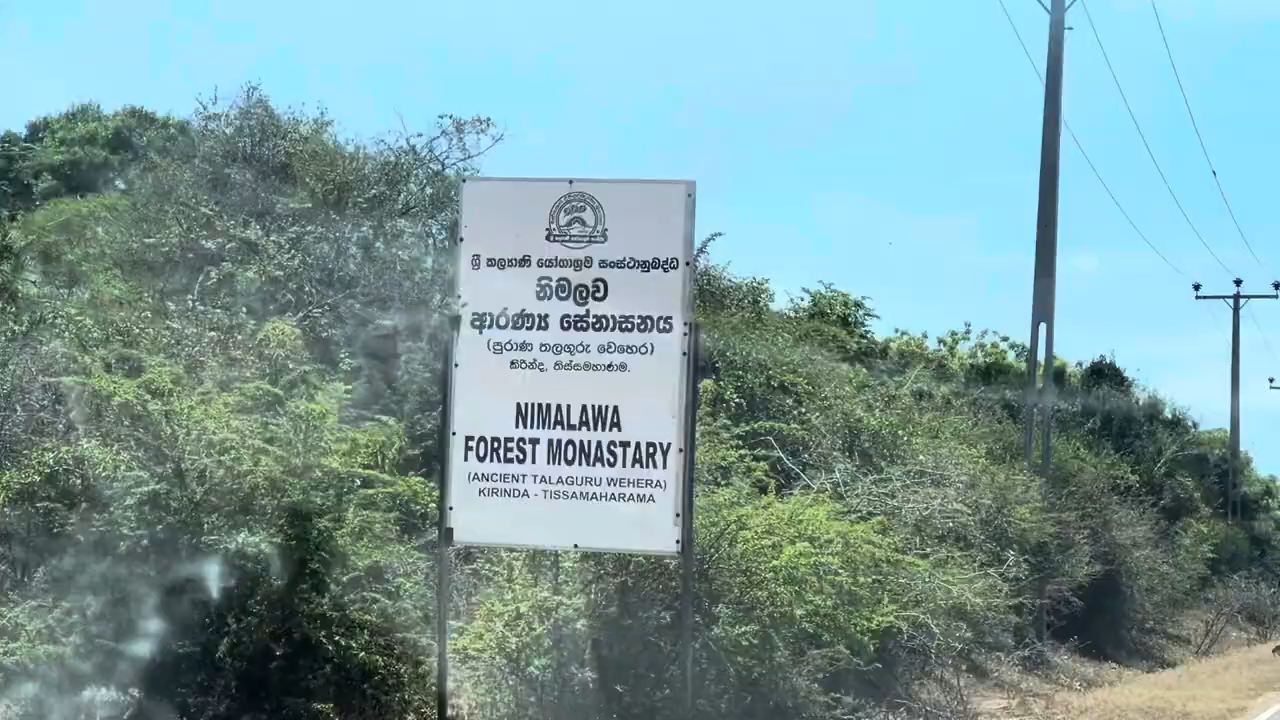 ශ්‍රී කල්‍යාණි යෝගාශ්‍රම සංස්ථානුබද්ධ
නිමලව
ආරණ්‍ය සේනාසනය
(පුරාණ තලගුරු වෙහෙර)
කිරින්ද, තිස්සමහාරාම.
NIMALAWA
FOREST MONASTARY
(ANCIENT TALAGURU WEHERA)
KIRINDA - TISSAMAHARAMA